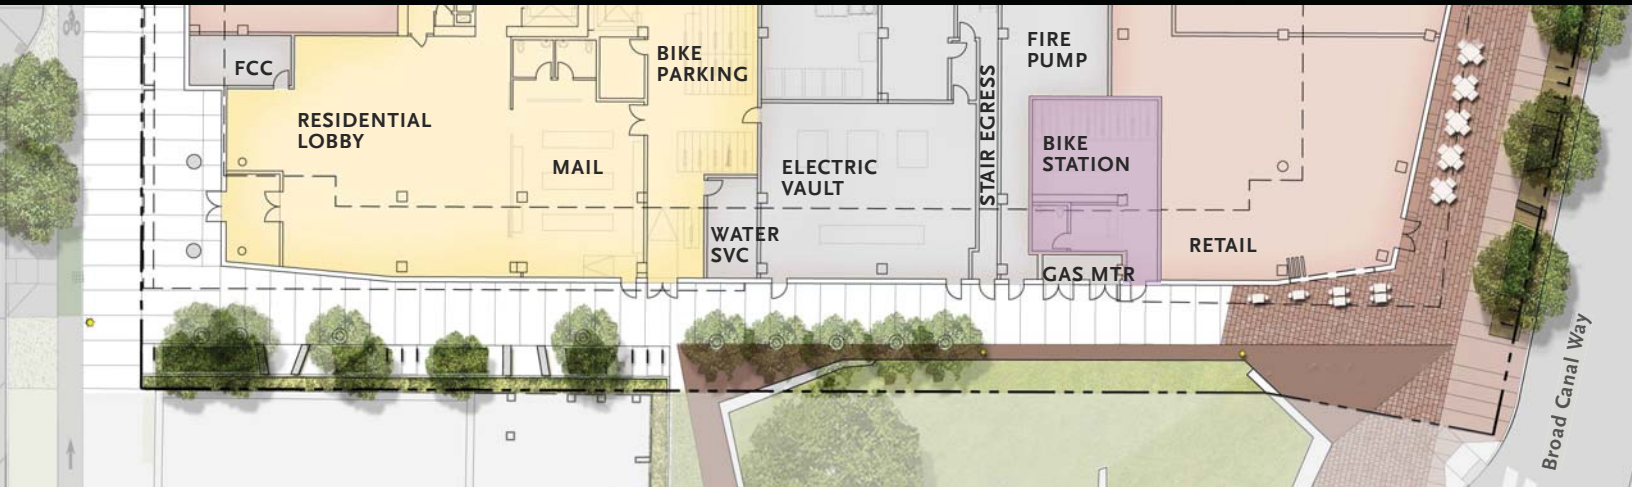 FCC
RESIDENTIAL
LOBBY
MAIL
BIKE
PARKING
WATER
SVC
ELECTRIC
VAULT
STAIR EGRESS
FIRE
PUMP
BIKE
STATION
GAS MTR
RETAIL
Broad Canal Way